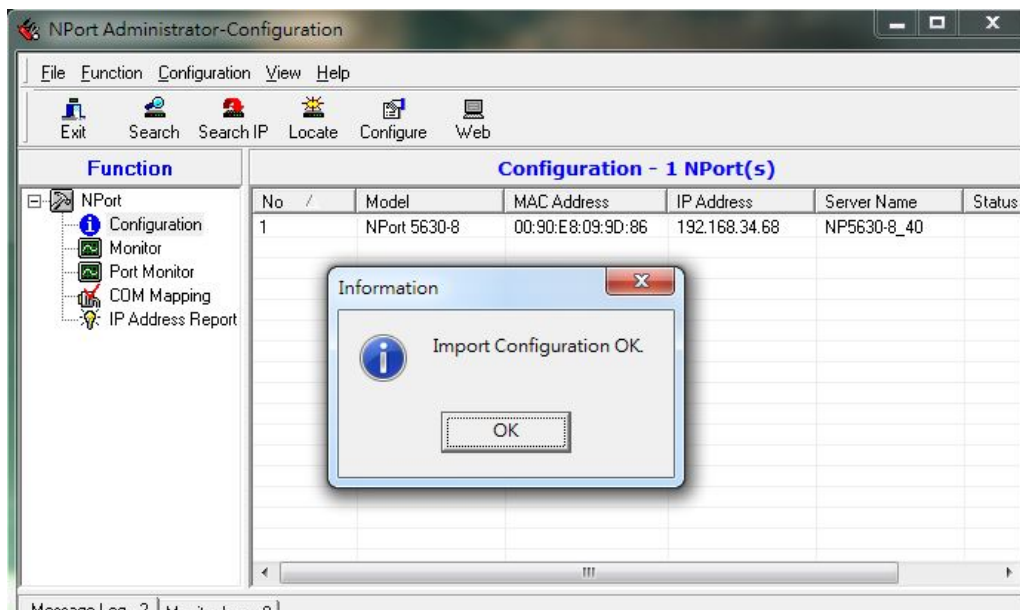 NPort Administrator-Configuration
File Function Configuration View Help
Exit Search Search IP Locate Configure Web
Function
Configuration - 1 NPort(s)
NPort
Configuration
Monitor
Port Monitor
COM Mapping
IP Address Report
No / Model MAC Address IP Address Server Name Status
1 NPort 5630-8 00:90:E8:09:9D:86 192.168.34.68 NP5630-8_40
Information
Import Configuration OK.
OK
Message Log - 2